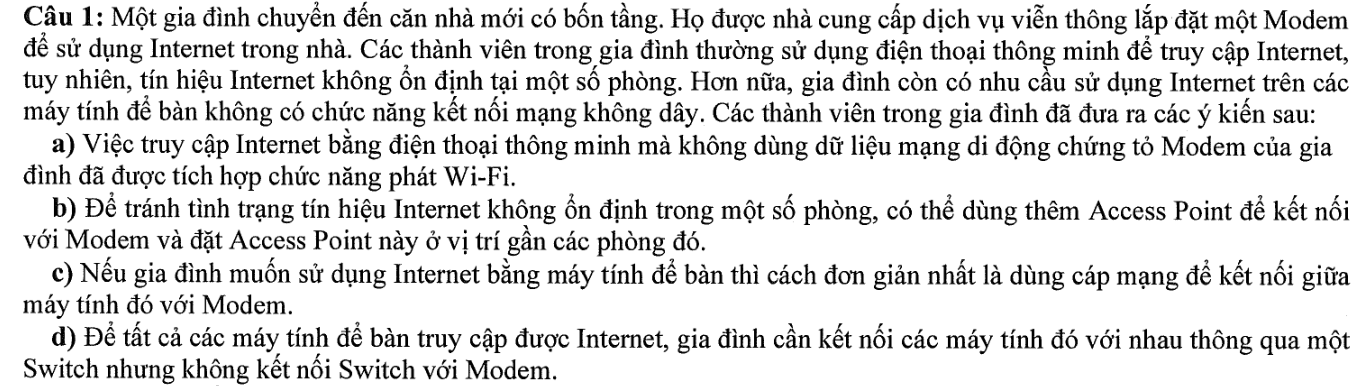 Câu 1: Một gia đình chuyển đến căn nhà mới có bốn tầng. Họ được nhà cung cấp dịch vụ viễn thông lắp đặt một Modem
để sử dụng Internet trong nhà. Các thành viên trong gia đình thường sử dụng điện thoại thông minh để truy cập Internet,
tuy nhiên, tín hiệu Internet không ổn định tại một số phòng. Hơn nữa, gia đình còn có nhu cầu sử dụng Internet trên các
máy tính để bàn không có chức năng kết nối mạng không dây. Các thành viên trong gia đình đã đưa ra các ý kiến sau:
a) Việc truy cập Internet bằng điện thoại thông minh mà không dùng dữ liệu mạng di động chứng tỏ Modem của gia
đình đã được tích hợp chức năng phát Wi-Fi.
b) Để tránh tình trạng tín hiệu Internet không ổn định trong một số phòng, có thể dùng thêm Access Point để kết nối
với Modem và đặt Access Point này ở vị trí gần các phòng đó.
c) Nếu gia đình muốn sử dụng Internet bằng máy tính để bàn thì cách đơn giản nhất là dùng cáp mạng để kết nối giữa
máy tính đó với Modem.
d) Để tất cả các máy tính để bàn truy cập được Internet, gia đình cần kết nối các máy tính đó với nhau thông qua một
Switch nhưng không kết nối Switch với Modem.